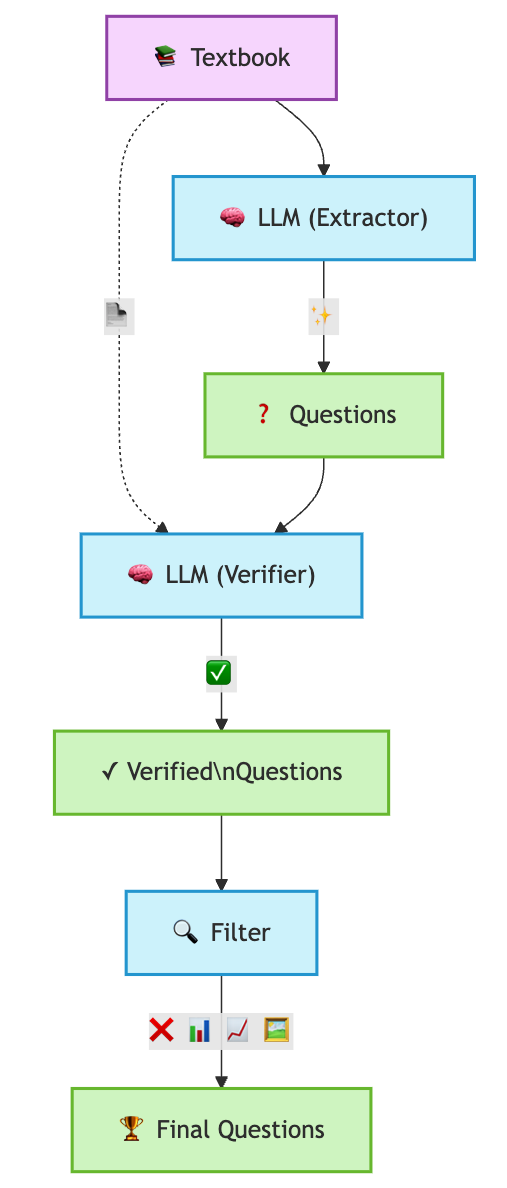 📚 Textbook
🧠 LLM (Extractor)
✨
❓ Questions
🧠 LLM (Verifier)
✅
✓ Verified\nQuestions
🔍 Filter
❌ 📊 📈 🖼️
🏆 Final Questions